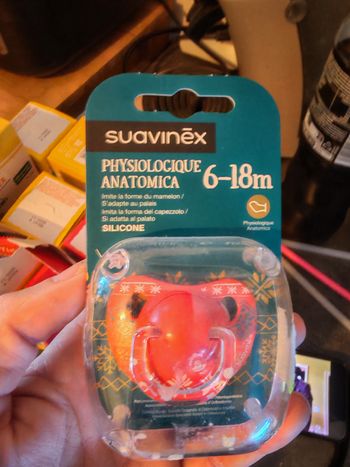 suavinēx
PHYSIOLOGIQUE
ANATOMICA
6–18m
Imite la forme du mamelon /
S'adapte au palais
Imita la forma del capezzolo /
Si adatta al palato
SILICONE
Physiologique
Anatomica